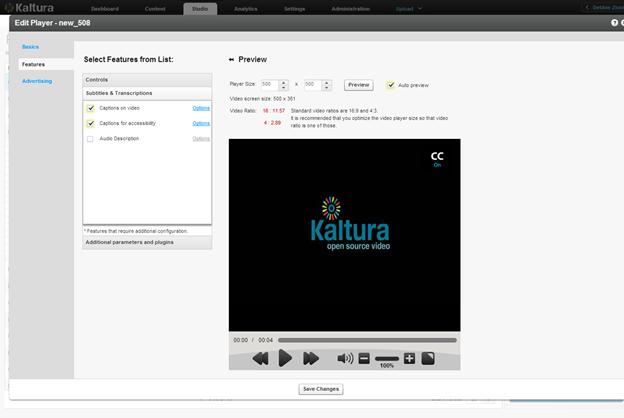 Kaltura Dashboard Content Studio Analytics Settings Administration Upload
Edit Player - new_508
Basics
Features
Advertising
Select Features from List:
Controls
Subtitles & Transcriptions
Captions on video Options
Captions for accessibility Options
Audio Description Options
* Features that require additional configuration.
Additional parameters and plugins
Preview
Player Size: 500 x 500 Preview Auto preview
Video screen size: 500 x 361
Video Ratio: 16 : 11.57 Standard video ratios are 16:9 and 4:3.
4 : 2.89 It is recommended that you optimize the video player size so that video
ratio is one of those.
CC
On
Kaltura
open source video
00:00 / 00:04
100%
Save Changes